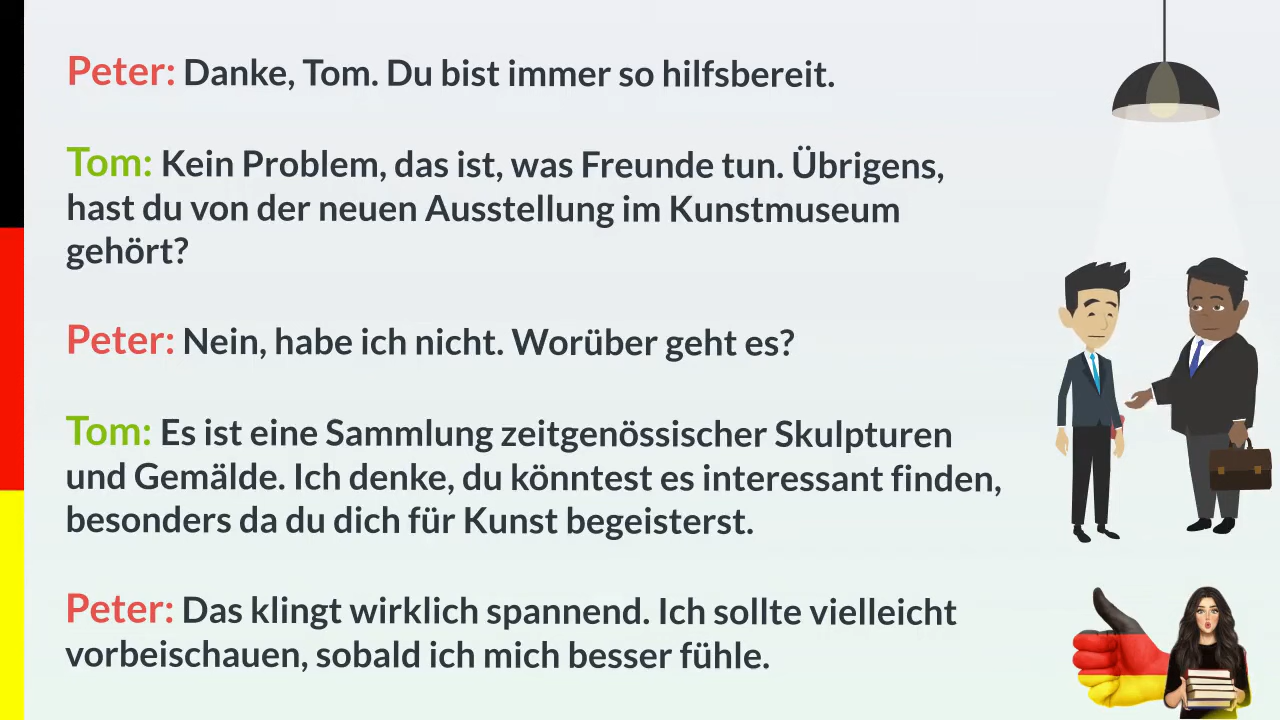 Peter: Danke, Tom. Du bist immer so hilfsbereit.
Tom: Kein Problem, das ist, was Freunde tun. Übrigens,
hast du von der neuen Ausstellung im Kunstmuseum
gehört?
Peter: Nein, habe ich nicht. Worüber geht es?
Tom: Es ist eine Sammlung zeitgenössischer Skulpturen
und Gemälde. Ich denke, du könntest es interessant finden,
besonders da du dich für Kunst begeisterst.
Peter: Das klingt wirklich spannend. Ich sollte vielleicht
vorbeischauen, sobald ich mich besser fühle.